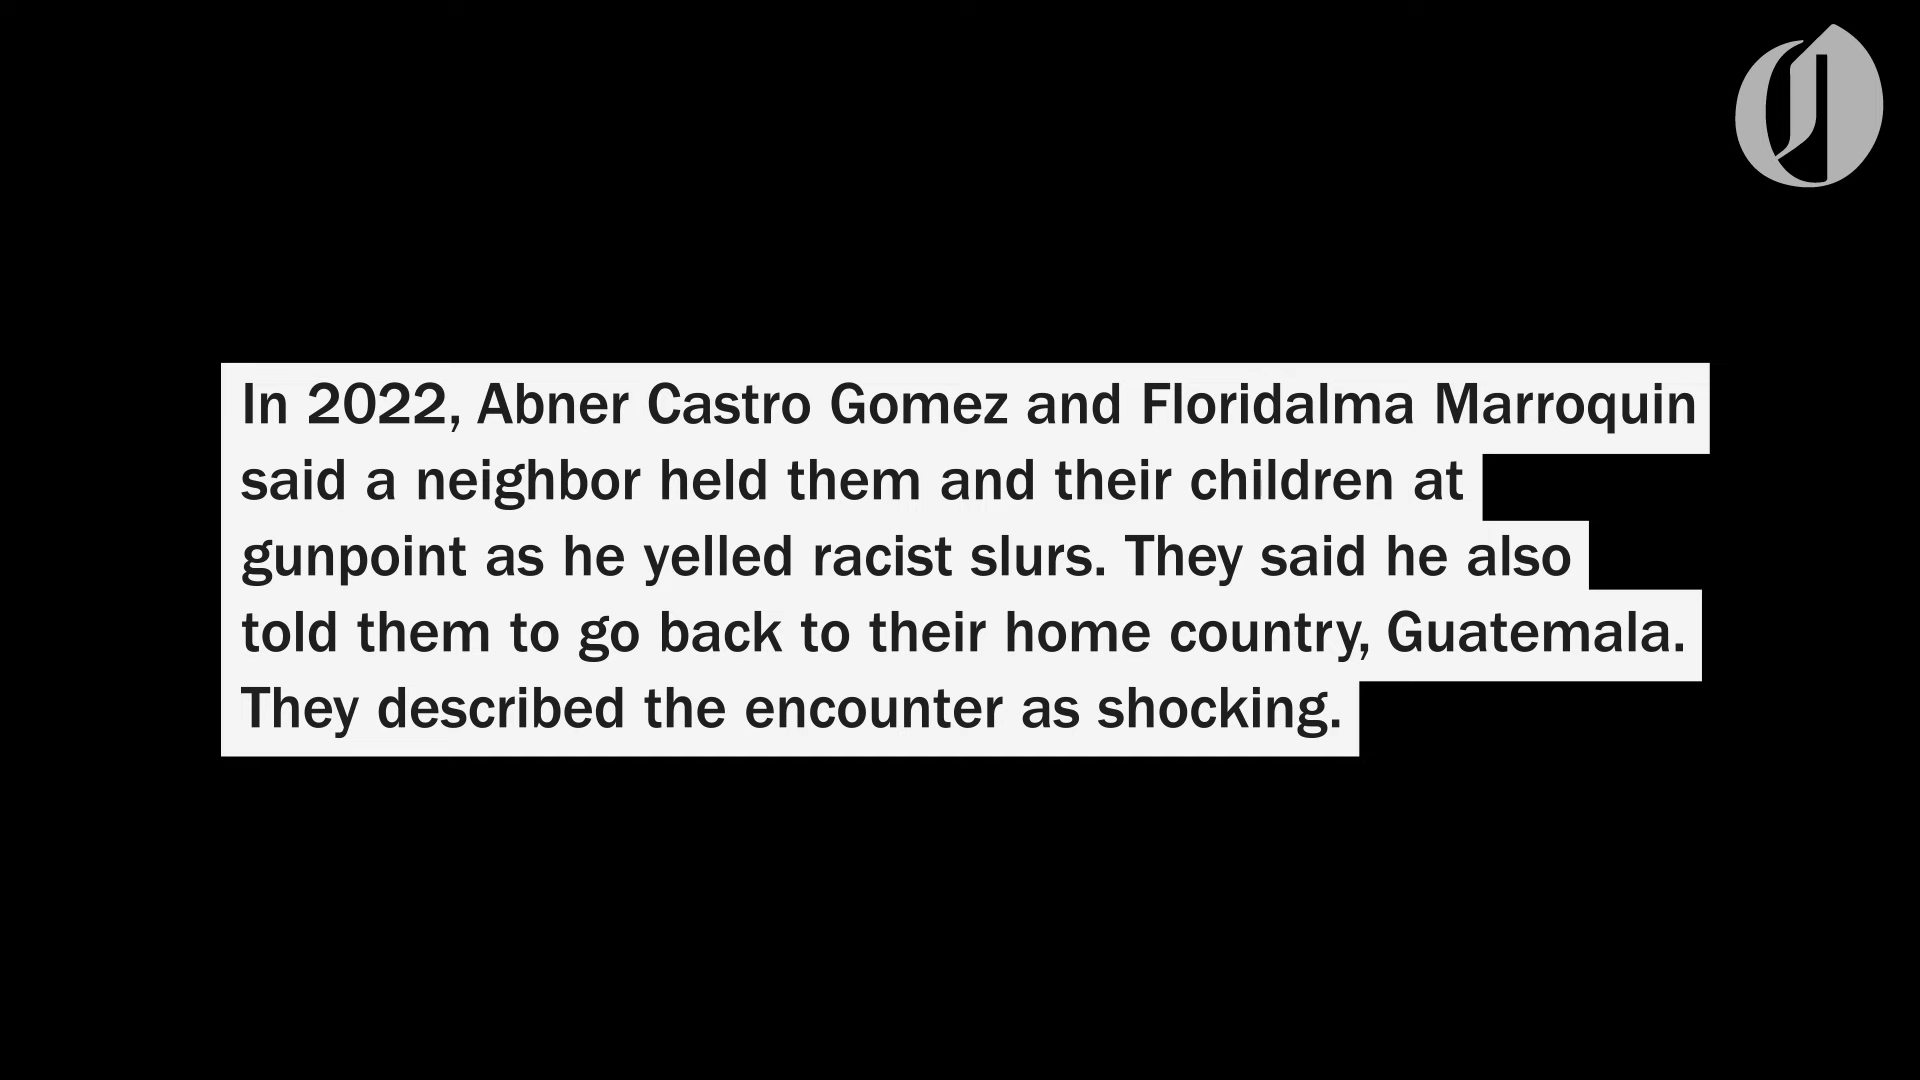 In 2022, Abner Castro Gomez and Floridalma Marroquin
said a neighbor held them and their children at
gunpoint as he yelled racist slurs. They said he also
told them to go back to their home country, Guatemala.
They described the encounter as shocking.